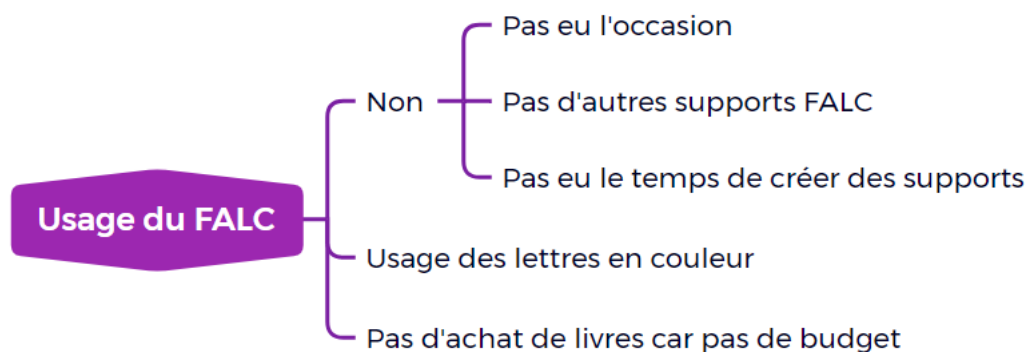 Usage du FALC
Non
Pas eu l'occasion
Pas d'autres supports FALC
Pas eu le temps de créer des supports
Usage des lettres en couleur
Pas d'achat de livres car pas de budget